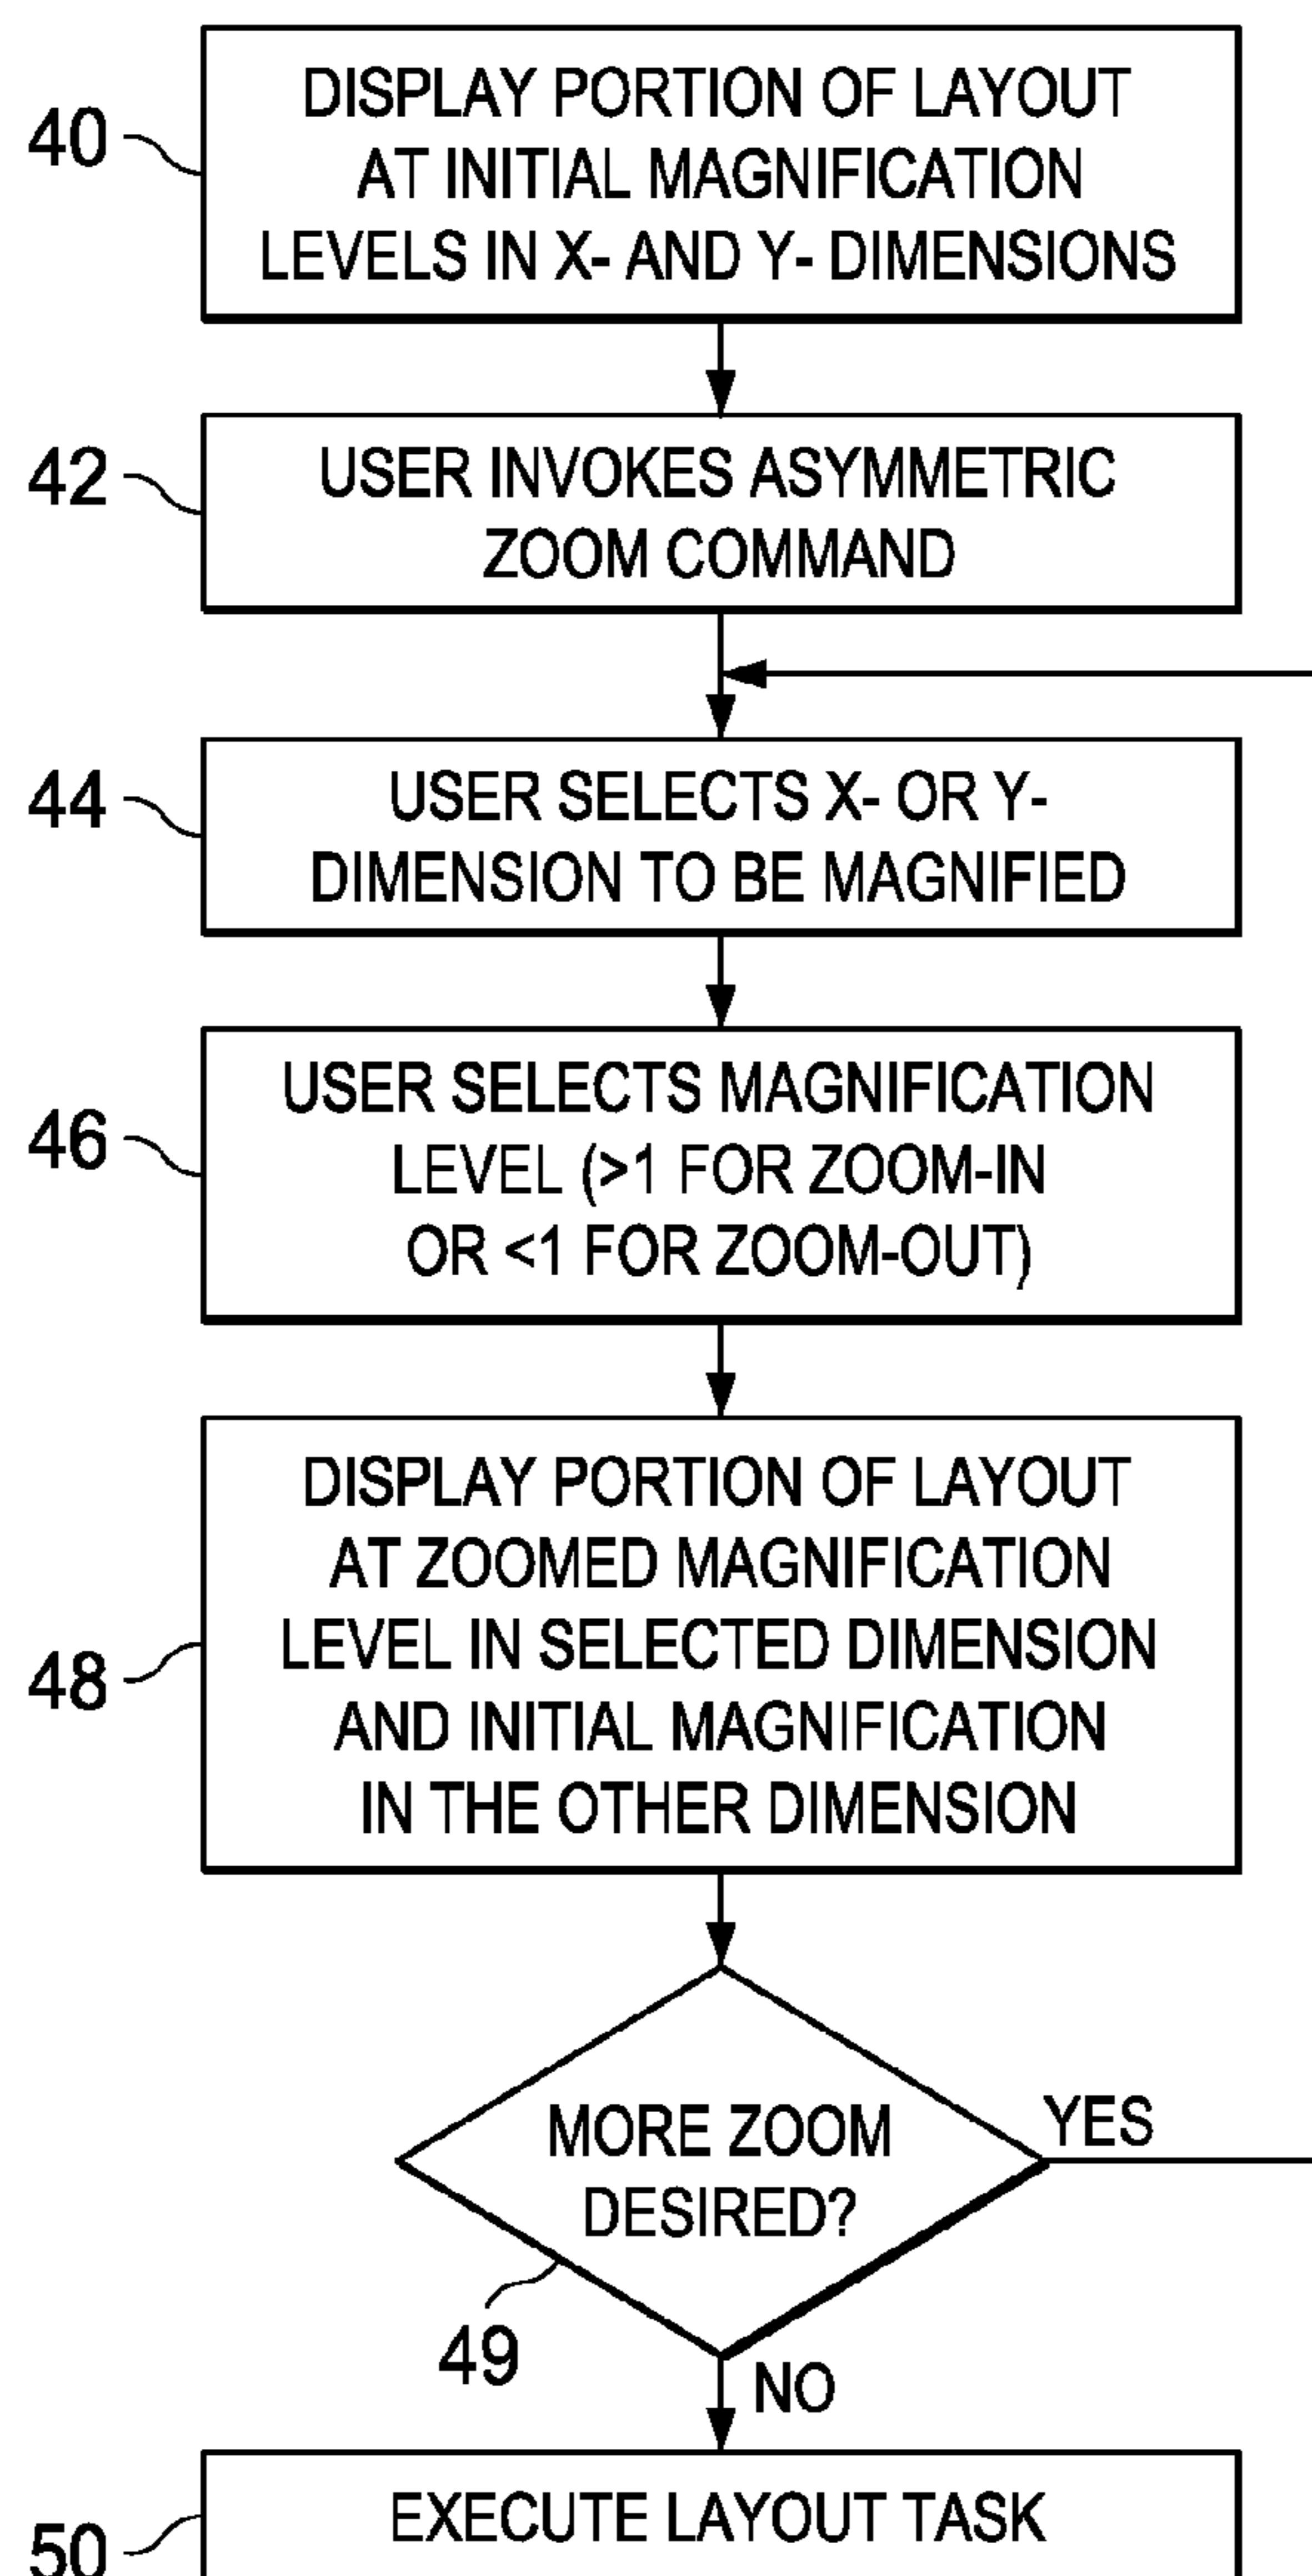 40
DISPLAY PORTION OF LAYOUT
AT INITIAL MAGNIFICATION
LEVELS IN X- AND Y- DIMENSIONS
42
USER INVOKES ASYMMETRIC
ZOOM COMMAND
44
USER SELECTS X- OR Y-
DIMENSION TO BE MAGNIFIED
46
USER SELECTS MAGNIFICATION
LEVEL (>1 FOR ZOOM-IN
OR <1 FOR ZOOM-OUT)
48
DISPLAY PORTION OF LAYOUT
AT ZOOMED MAGNIFICATION
LEVEL IN SELECTED DIMENSION
AND INITIAL MAGNIFICATION
IN THE OTHER DIMENSION
MORE ZOOM
DESIRED?
YES
49
NO
50
EXECUTE LAYOUT TASK